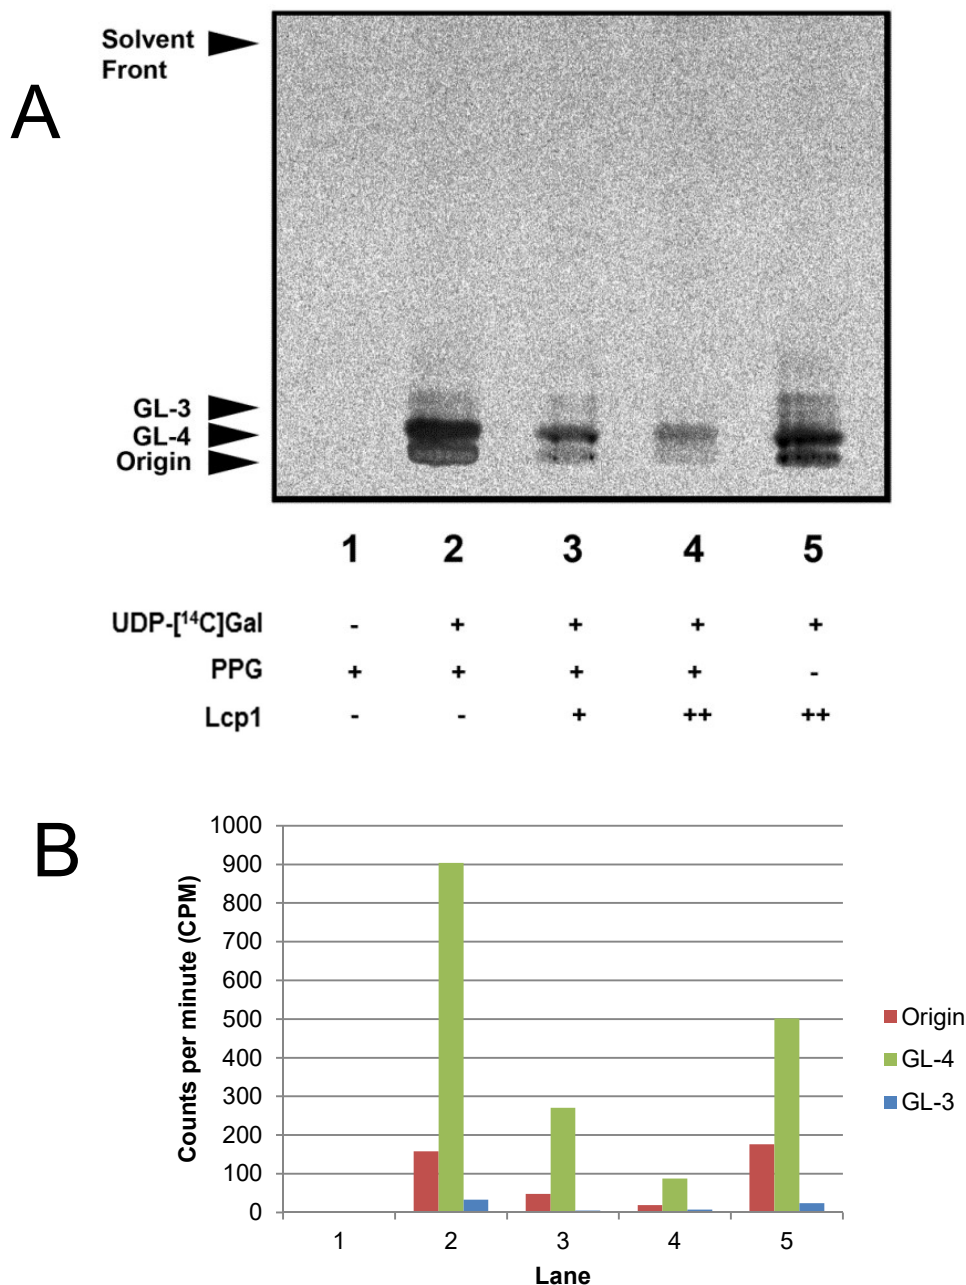 A
Solvent
Front
GL-3
GL-4
Origin
1 2 3 4 5
UDP-[¹⁴C]Gal - + + + +
PPG + + + + -
Lcp1 - - + ++ ++
B
Counts per minute (CPM)
1000
900
800
700
600
500
400
300
200
100
0
1 2 3 4 5
Lane
Origin
GL-4
GL-3